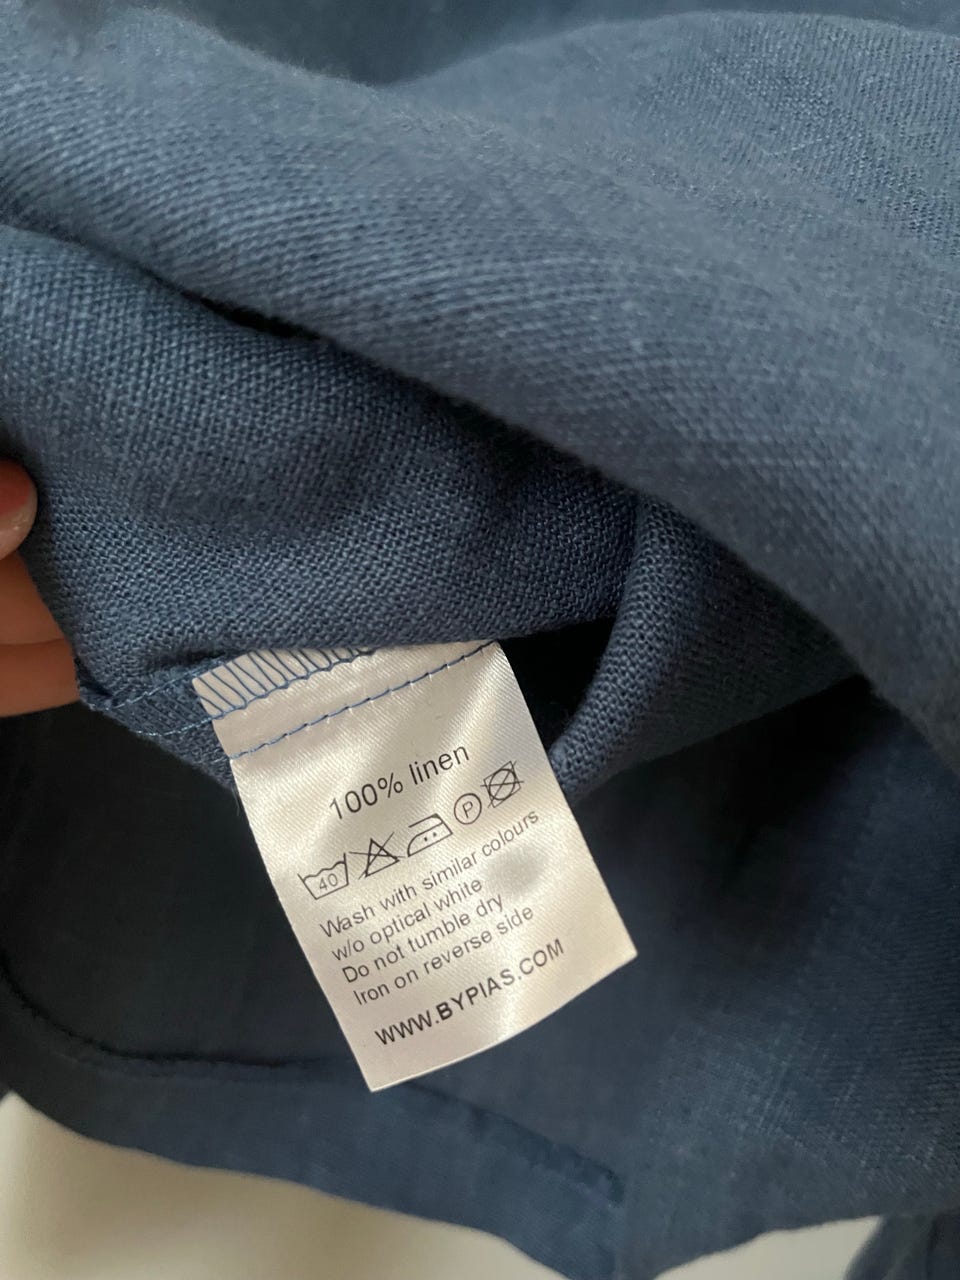 100% linen
40 P
Wash with similar colours
w/o optical white
Do not tumble dry
Iron on reverse side
WWW.BYPIAS.COM